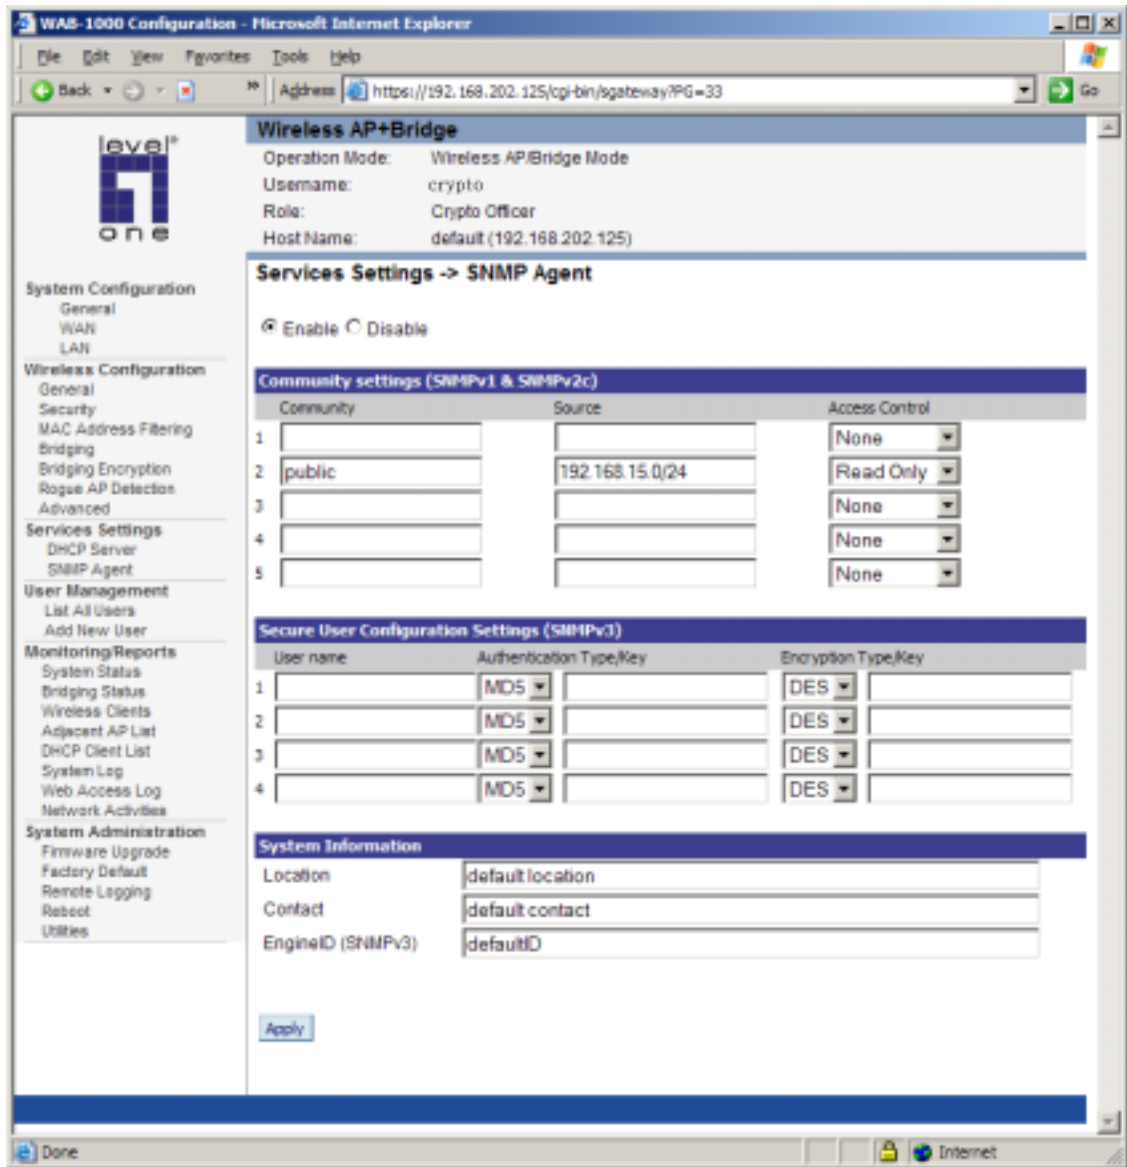 WAB-1000 Configuration - Microsoft Internet Explorer
File Edit View Favorites Tools Help
Back » Address https://192.168.202.125/cgi-bin/sgateway?PG=33 Go
level
one
Wireless AP+Bridge
Operation Mode: Wireless AP/Bridge Mode
Username: crypto
Role: Crypto Officer
Host Name: default (192.168.202.125)
System Configuration
General
WAN
LAN
Wireless Configuration
General
Security
MAC Address Filtering
Bridging
Bridging Encryption
Rogue AP Detection
Advanced
Services Settings
DHCP Server
SNMP Agent
User Management
List All Users
Add New User
Monitoring/Reports
System Status
Bridging Status
Wireless Clients
Adjacent AP List
DHCP Client List
System Log
Web Access Log
Network Activities
System Administration
Firmware Upgrade
Factory Default
Remote Logging
Reboot
Utilities
Services Settings -> SNMP Agent
Enable Disable
Community settings (SNMPv1 & SNMPv2c)
Community Source Access Control
1 None
2 public 192.168.15.0/24 Read Only
3 None
4 None
5 None
Secure User Configuration Settings (SNMPv3)
User name Authentication Type/Key Encryption Type/Key
1 MD5 DES
2 MD5 DES
3 MD5 DES
4 MD5 DES
System Information
Location default location
Contact default contact
EngineID (SNMPv3) defaultID
Apply
Done Internet